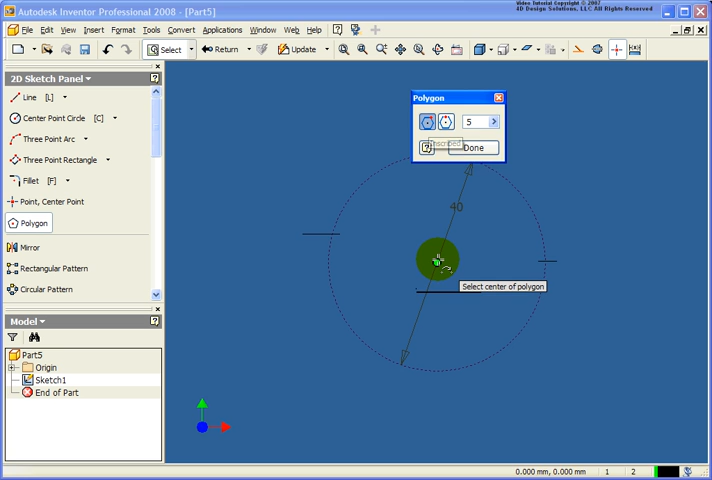 Video Tutorial Copyright © 2007
4D Design Solutions, LLC All Rights Reserved
Autodesk Inventor Professional 2008 - [Part5]
File Edit View Insert Format Tools Convert Applications Window Web Help
Select Return Update
2D Sketch Panel
Line [L]
Center Point Circle [C]
Three Point Arc
Three Point Rectangle
Fillet [F]
Point, Center Point
Polygon
Mirror
Rectangular Pattern
Circular Pattern
Model
Part5
Origin
Sketch1
End of Part
Polygon
5
Inscribed
Done
40
Select center of polygon
0.000 mm, 0.000 mm 1 2